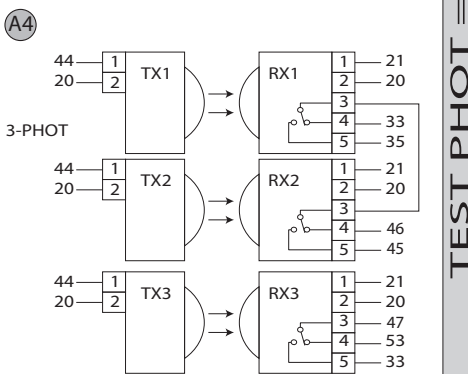 A4
44 1 TX1 RX1 1 21
20 2 2 20
3
3-PHOT
4 33
5 35
44 1 TX2 RX2 1 21
20 2 2 20
3
4 46
5 45
44 1 TX3 RX3 1 21
20 2 2 20
3 47
4 53
5 33
TEST PHOT =